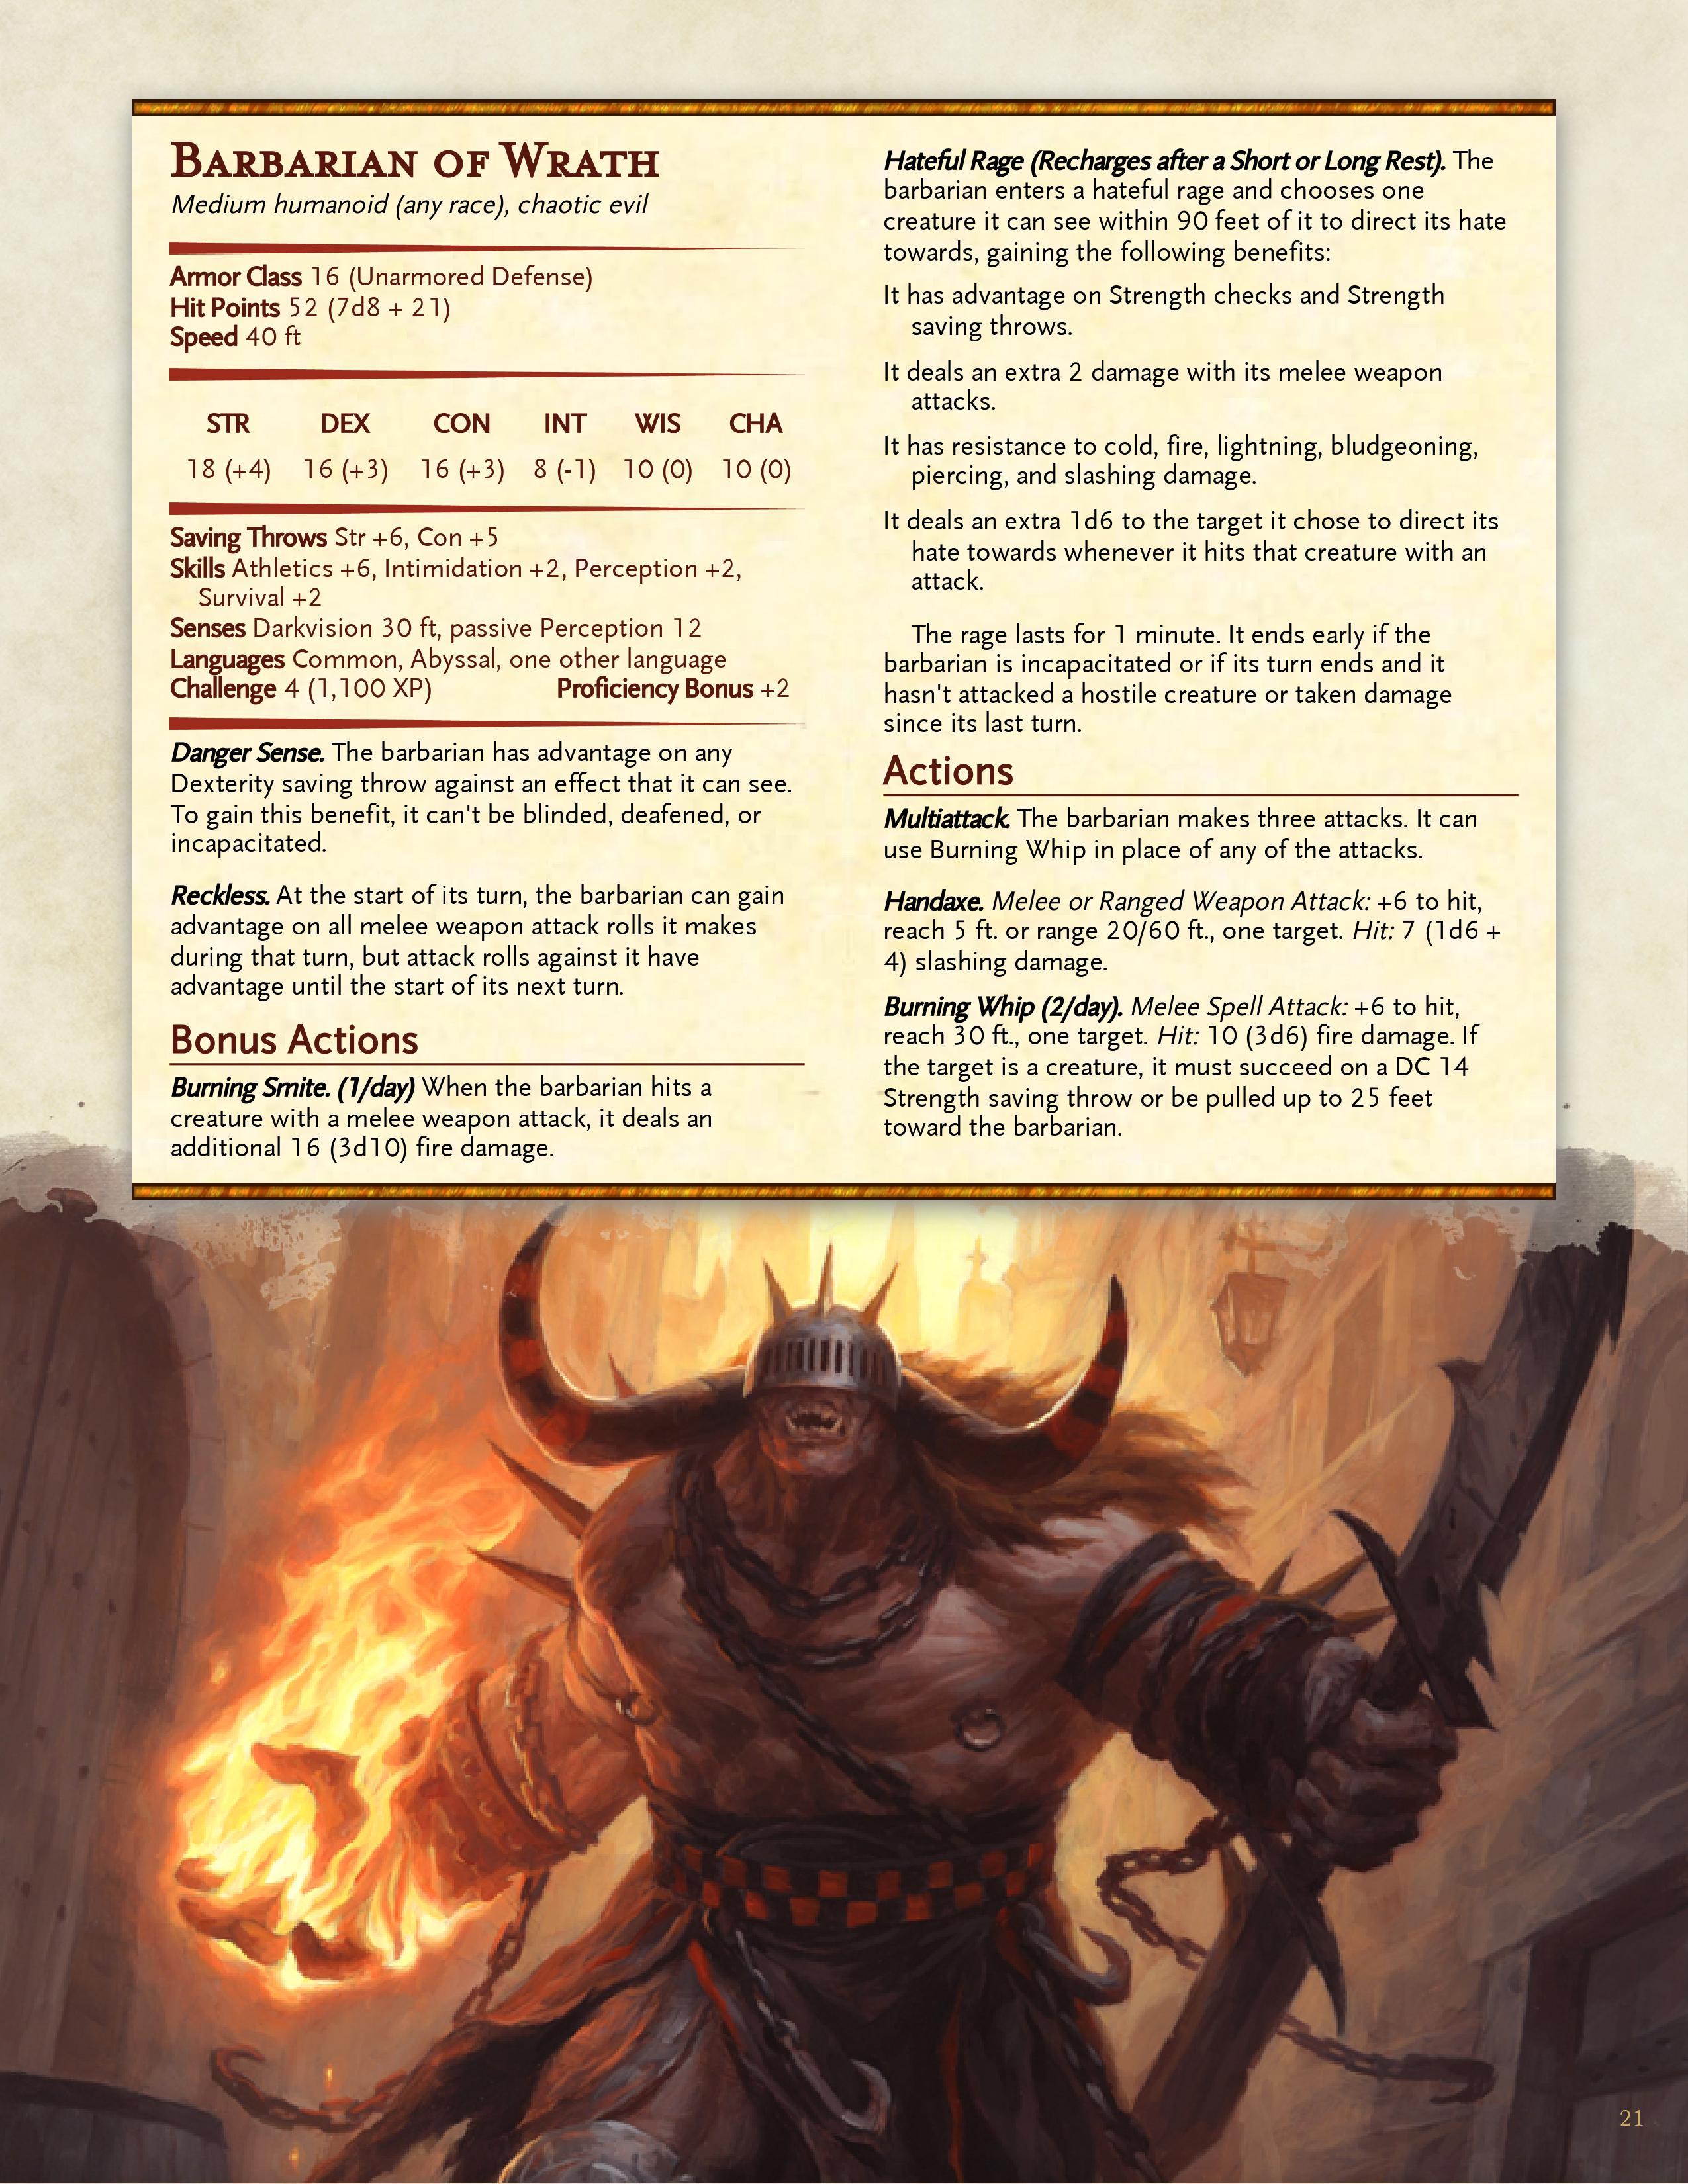 Barbarian of Wrath
Medium humanoid (any race), chaotic evil
Armor Class 16 (Unarmored Defense)
Hit Points 52 (7d8 + 21)
Speed 40 ft
STR DEX CON INT WIS CHA
18 (+4) 16 (+3) 16 (+3) 8 (-1) 10 (0) 10 (0)
Saving Throws Str +6, Con +5
Skills Athletics +6, Intimidation +2, Perception +2,
Survival +2
Senses Darkvision 30 ft, passive Perception 12
Languages Common, Abyssal, one other language
Challenge 4 (1,100 XP) Proficiency Bonus +2
Danger Sense. The barbarian has advantage on any
Dexterity saving throw against an effect that it can see.
To gain this benefit, it can't be blinded, deafened, or
incapacitated.
Reckless. At the start of its turn, the barbarian can gain
advantage on all melee weapon attack rolls it makes
during that turn, but attack rolls against it have
advantage until the start of its next turn.
Bonus Actions
Burning Smite. (1/day) When the barbarian hits a
creature with a melee weapon attack, it deals an
additional 16 (3d10) fire damage.
Hateful Rage (Recharges after a Short or Long Rest). The
barbarian enters a hateful rage and chooses one
creature it can see within 90 feet of it to direct its hate
towards, gaining the following benefits:
It has advantage on Strength checks and Strength
saving throws.
It deals an extra 2 damage with its melee weapon
attacks.
It has resistance to cold, fire, lightning, bludgeoning,
piercing, and slashing damage.
It deals an extra 1d6 to the target it chose to direct its
hate towards whenever it hits that creature with an
attack.
The rage lasts for 1 minute. It ends early if the
barbarian is incapacitated or if its turn ends and it
hasn't attacked a hostile creature or taken damage
since its last turn.
Actions
Multiattack. The barbarian makes three attacks. It can
use Burning Whip in place of any of the attacks.
Handaxe. Melee or Ranged Weapon Attack: +6 to hit,
reach 5 ft. or range 20/60 ft., one target. Hit: 7 (1d6 +
4) slashing damage.
Burning Whip (2/day). Melee Spell Attack: +6 to hit,
reach 30 ft., one target. Hit: 10 (3d6) fire damage. If
the target is a creature, it must succeed on a DC 14
Strength saving throw or be pulled up to 25 feet
toward the barbarian.
21